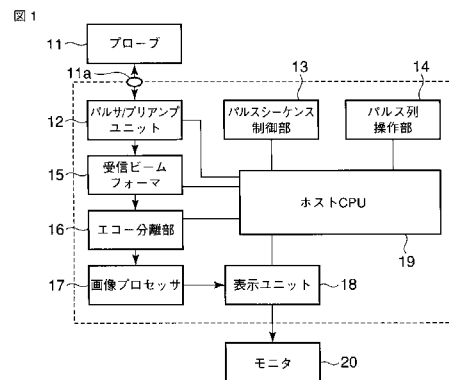 図1
11
プローブ
11a
13
14
12
パルサ/プリアンプ
ユニット
パルスシーケンス
制御部
パルス列
操作部
15
受信ビーム
フォーマ
ホストCPU
16
エコー分離部
19
17
画像プロセッサ
表示ユニット
18
モニタ
20